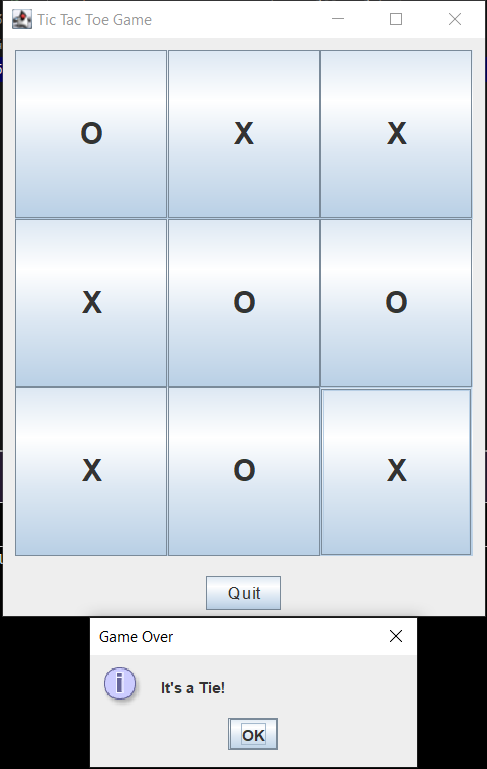 Tic Tac Toe Game
O X X
X O O
X O X
Quit
Game Over
i It's a Tie!
OK